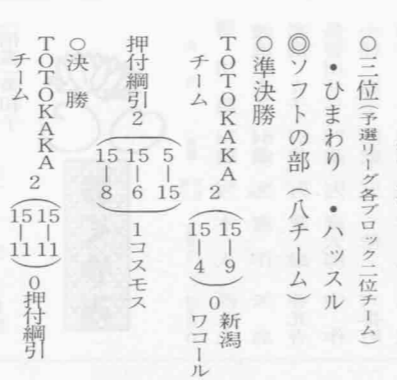 ○三位(予選リーグ各ブロック二位チーム)
・ひまわり ・ハッスル
◎ソフトの部(八チーム)
○準決勝
TOTOKAKAチーム 2(15―9 15―4)0 新潟ワコール
押付綱引2(5―15 15―6 15―8)1コスモス
○決勝
TOTOKAKAチーム 2(15―11 15―11)0押付綱引